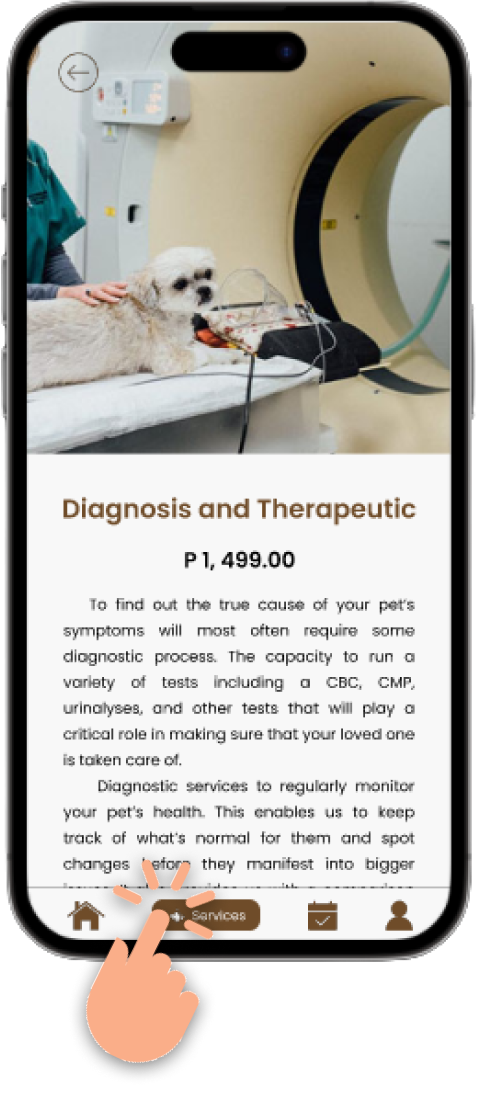 Diagnosis and Therapeutic
P 1, 499.00
To find out the true cause of your pet's
symptoms will most often require some
diagnostic process. The capacity to run a
variety of tests including a CBC, CMP,
urinalyses, and other tests that will play a
critical role in making sure that your loved one
is taken care of.
Diagnostic services to regularly monitor
your pet's health. This enables us to keep
track of what's normal for them and spot
changes before they manifest into bigger
Services